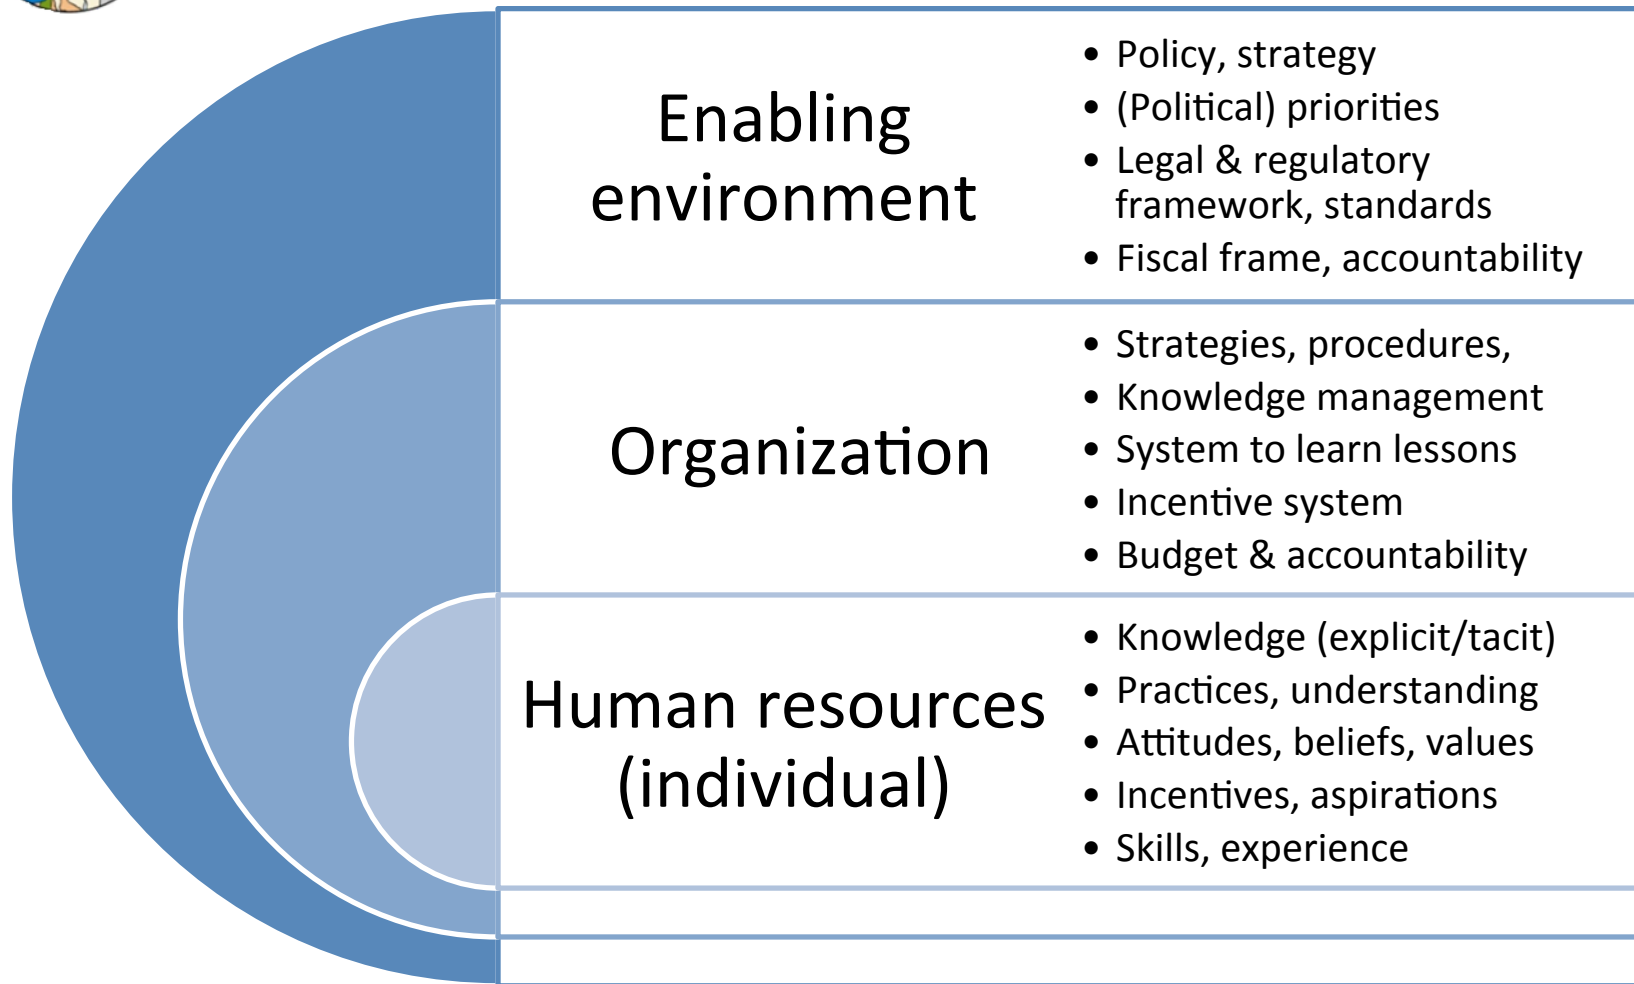 Enabling
environment
• Policy, strategy
• (Political) priorities
• Legal & regulatory
framework, standards
• Fiscal frame, accountability
Organization
• Strategies, procedures,
• Knowledge management
• System to learn lessons
• Incentive system
• Budget & accountability
Human resources
(individual)
• Knowledge (explicit/tacit)
• Practices, understanding
• Attitudes, beliefs, values
• Incentives, aspirations
• Skills, experience